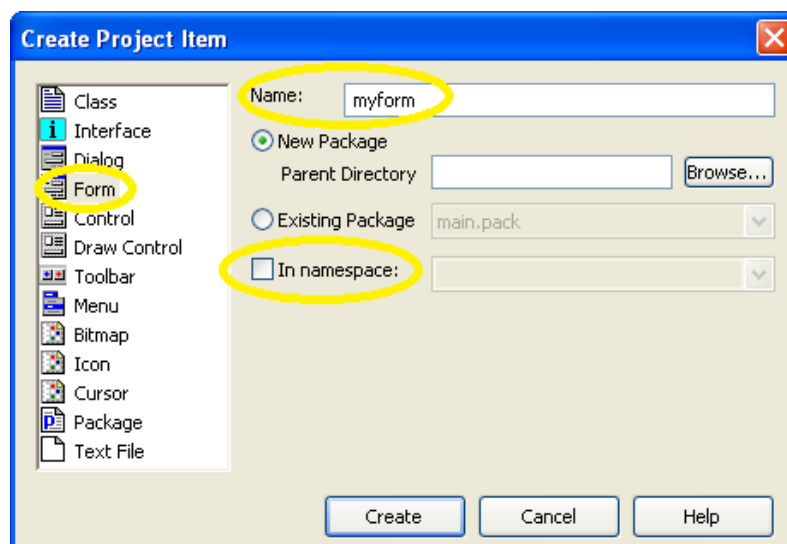 Create Project Item
Class
Interface
Dialog
Form
Control
Draw Control
Toolbar
Menu
Bitmap
Icon
Cursor
Package
Text File
Name: myform
New Package
Parent Directory Browse...
Existing Package main.pack
In namespace:
Create Cancel Help